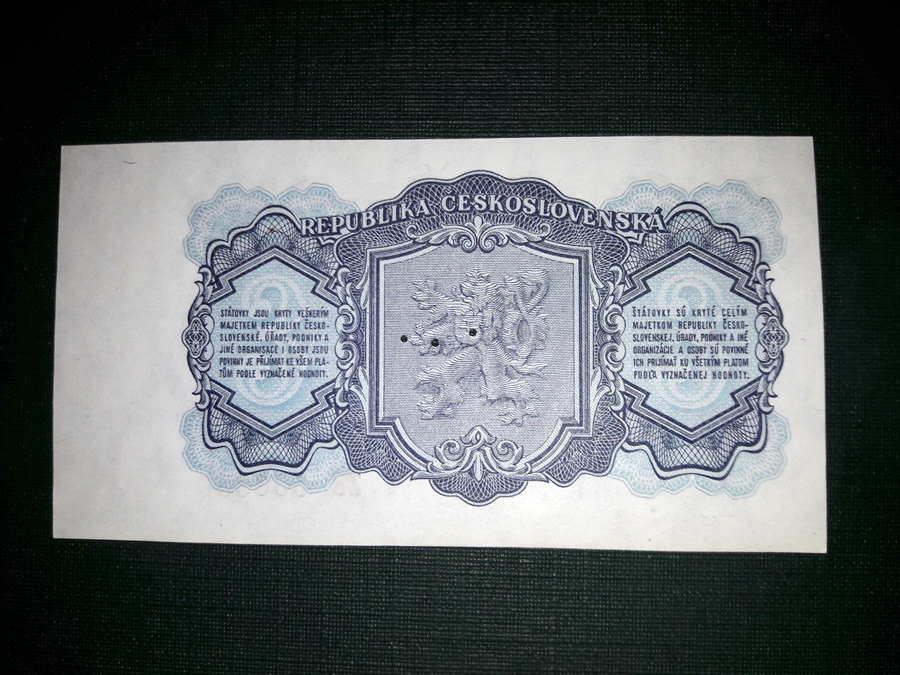 REPUBLIKA ČESKOSLOVENSKÁ
STÁTOVKY JSOU KRYTY VEŠKERÝM
MAJETKEM REPUBLIKY ČESKO-
SLOVENSKÉ. ÚŘADY, PODNIKY A
JINÉ ORGANISACE I OSOBY JSOU
POVINNY JE PŘIJÍMAT KE VŠEM PLA-
TŮM PODLE VYZNAČENÉ HODNOTY.
ŠTÁTOVKY SÚ KRYTÉ CELÝM
MAJETKOM REPUBLIKY ČESKO-
SLOVENSKEJ. ÚRADY, PODNIKY A INÉ
ORGANIZÁCIE A OSOBY SÚ POVINNÉ
ICH PRIJÍMAŤ KU VŠETKÝM PLATOM
PODĽA VYZNAČENEJ HODNOTY.
3
3